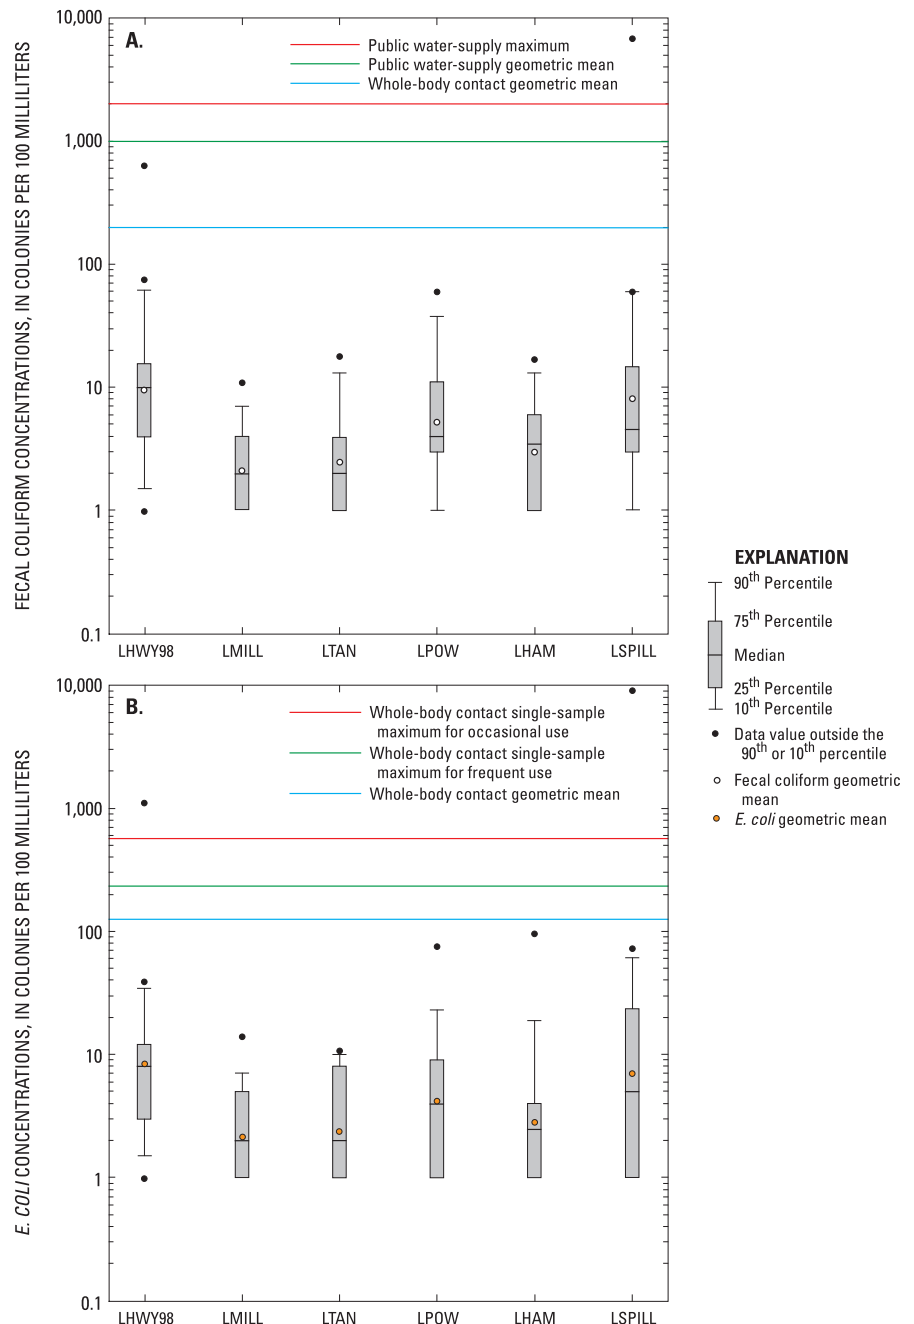 A.
Public water-supply maximum
Public water-supply geometric mean
Whole-body contact geometric mean
FECAL COLIFORM CONCENTRATIONS, IN COLONIES PER 100 MILLILITERS
10,000
1,000
100
10
1
0.1
LHWY98 LMILL LTAN LPOW LHAM LSPILL
B.
Whole-body contact single-sample
maximum for occasional use
Whole-body contact single-sample
maximum for frequent use
Whole-body contact geometric mean
E. COLI CONCENTRATIONS, IN COLONIES PER 100 MILLILITERS
10,000
1,000
100
10
1
0.1
LHWY98 LMILL LTAN LPOW LHAM LSPILL
EXPLANATION
90th Percentile
75th Percentile
Median
25th Percentile
10th Percentile
Data value outside the
90th or 10th percentile
Fecal coliform geometric
mean
E. coli geometric mean